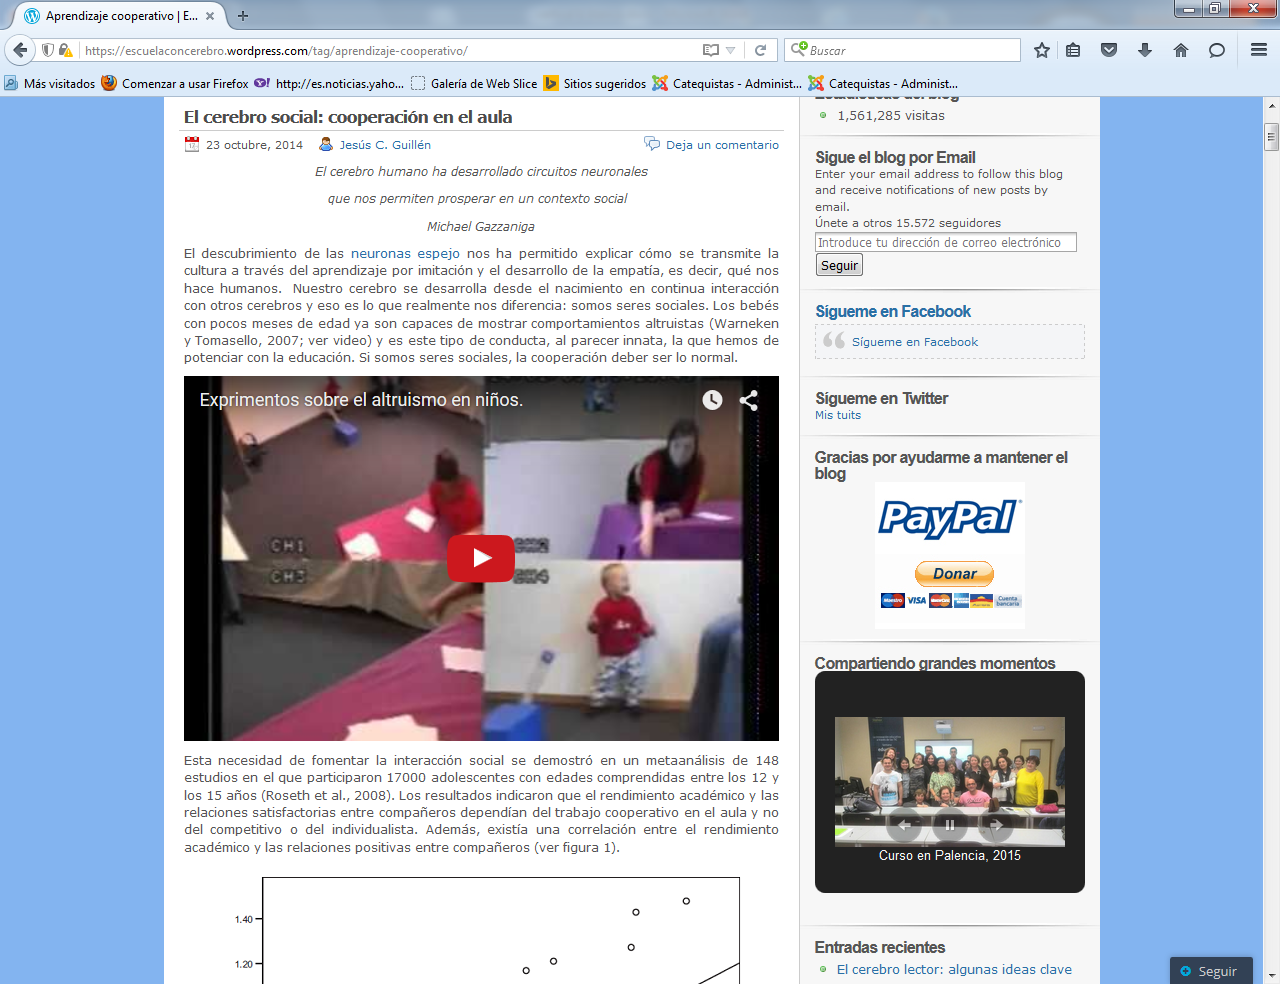 Aprendizaje cooperativo | E...
https://escuelaconcerebro.wordpress.com/tag/aprendizaje-cooperativo/
Buscar
Más visitados
Comenzar a usar Firefox
http://es.noticias.yaho...
Galería de Web Slice
Sitios sugeridos
Catequistas - Administ...
Catequistas - Administ...
El cerebro social: cooperación en el aula
23 octubre, 2014
Jesús C. Guillén
Deja un comentario
El cerebro humano ha desarrollado circuitos neuronales
que nos permiten prosperar en un contexto social
Michael Gazzaniga
El descubrimiento de las neuronas espejo nos ha permitido explicar cómo se transmite la
cultura a través del aprendizaje por imitación y el desarrollo de la empatía, es decir, qué nos
hace humanos. Nuestro cerebro se desarrolla desde el nacimiento en continua interacción
con otros cerebros y eso es lo que realmente nos diferencia: somos seres sociales. Los bebés
con pocos meses de edad ya son capaces de mostrar comportamientos altruistas (Warneken
y Tomasello, 2007; ver video) y es este tipo de conducta, al parecer innata, la que hemos de
potenciar con la educación. Si somos seres sociales, la cooperación deber ser lo normal.
Exprimentos sobre el altruismo en niños.
CH1
CH2
CH3
CH4
Esta necesidad de fomentar la interacción social se demostró en un metaanálisis de 148
estudios en el que participaron 17000 adolescentes con edades comprendidas entre los 12 y
los 15 años (Roseth et al., 2008). Los resultados indicaron que el rendimiento académico y las
relaciones satisfactorias entre compañeros dependían del trabajo cooperativo en el aula y no
del competitivo o del individualista. Además, existía una correlación entre el rendimiento
académico y las relaciones positivas entre compañeros (ver figura 1).
1.40
1.20
Estadísticas del blog
1,561,285 visitas
Sigue el blog por Email
Enter your email address to follow this blog
and receive notifications of new posts by
email.
Únete a otros 15.572 seguidores
Introduce tu dirección de correo electrónico
Seguir
Sígueme en Facebook
Sígueme en Facebook
Sígueme en Twitter
Mis tuits
Gracias por ayudarme a mantener el
blog
PayPal
Donar
Maestro VISA MasterCard
Cuenta
bancaria
Compartiendo grandes momentos
Curso en Palencia, 2015
Entradas recientes
El cerebro lector: algunas ideas clave
Seguir